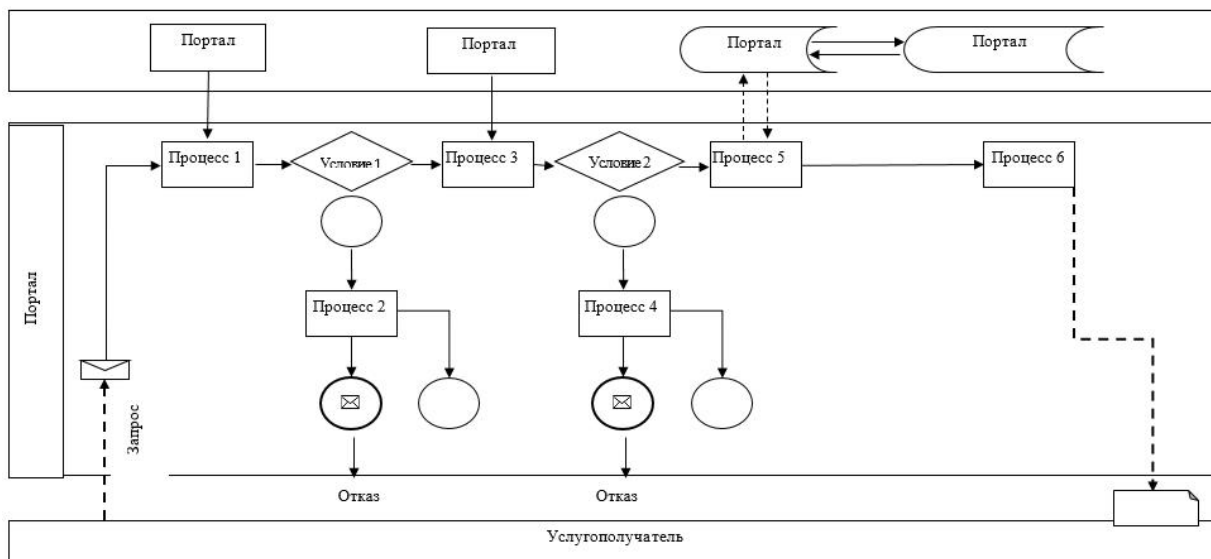 Портал
Портал
Портал
Портал
Процесс 1
Условие 1
Процесс 3
Условие 2
Процесс 5
Процесс 6
Портал
Процесс 2
Процесс 4
Запрос
Отказ
Отказ
Услугополучатель